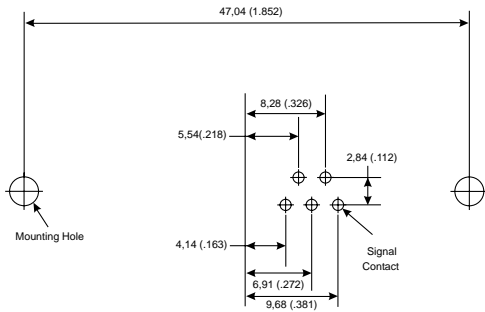 47,04 (1.852)
8,28 (.326)
5,54(.218)
2,84 (.112)
Mounting Hole
4,14 (.163)
Signal
Contact
6,91 (.272)
9,68 (.381)